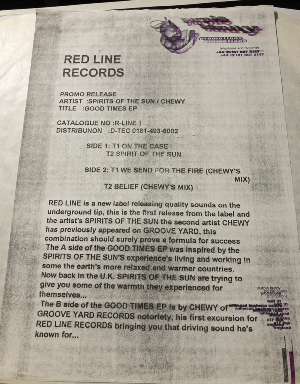 RED LINE
RECORDS
PROMO RELEASE
ARTIST :SPIRITS OF THE SUN / CHEWY
TITLE :GOOD TIMES EP
CATALOGUE NO :R-LINE 1
DISTRIBUNON :D-TEC 0181-493-8002
SIDE 1: T1 ON THE CASE
T2 SPIRIT OF THE SUN
SIDE 2: T1 WE SEND FOR THE FIRE (CHEWY'S
MIX)
T2 BELIEF (CHEWY'S MIX)
RED LINE is a new label releasing quality sounds on the
underground tip, this is the first release from the label and
the artist's SPIRITS OF THE SUN the second artist CHEWY
has previously appeared on GROOVE YARD, this
combination should surely prove a formula for success
The A side of the GOOD TIMES EP was inspired by the
SPIRITS OF THE SUN'S experience's living and working in
some the earth's more relaxed and warmer countries.
Now back in the U.K. SPIRITS OF THE SUN are trying to
give you some of the warmth they experienced for
themselves...
The B side of the GOOD TIMES EP is by CHEWY of
GROOVE YARD RECORDS notoriety, his first excursion for
RED LINE RECORDS bringing you that driving sound he's
known for...